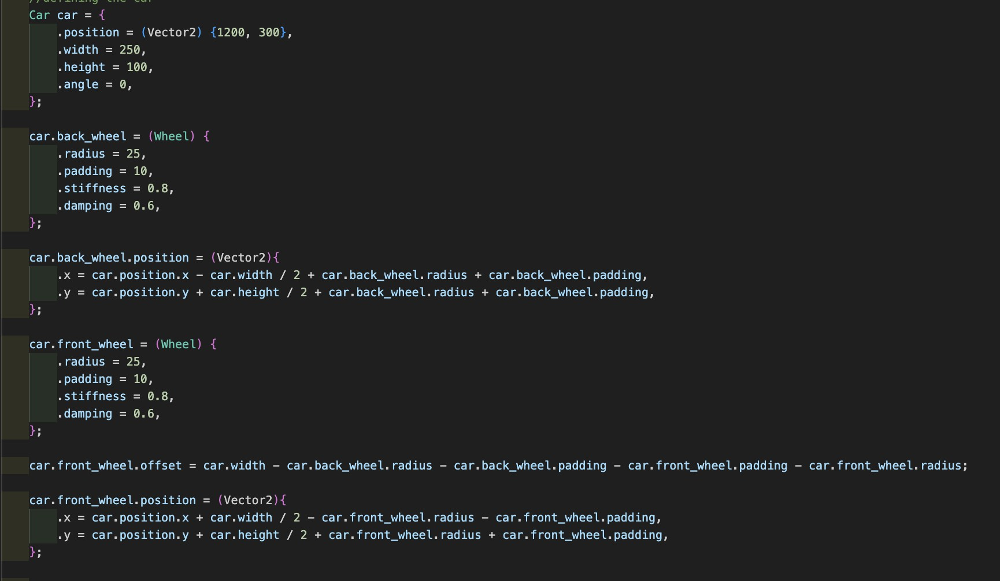 //defining the car
Car car = {
    .position = (Vector2) {1200, 300},
    .width = 250,
    .height = 100,
    .angle = 0,
};

car.back_wheel = (Wheel) {
    .radius = 25,
    .padding = 10,
    .stiffness = 0.8,
    .damping = 0.6,
};

car.back_wheel.position = (Vector2){
    .x = car.position.x - car.width / 2 + car.back_wheel.radius + car.back_wheel.padding,
    .y = car.position.y + car.height / 2 + car.back_wheel.radius + car.back_wheel.padding,
};

car.front_wheel = (Wheel) {
    .radius = 25,
    .padding = 10,
    .stiffness = 0.8,
    .damping = 0.6,
};

car.front_wheel.offset = car.width - car.back_wheel.radius - car.back_wheel.padding - car.front_wheel.padding - car.front_wheel.radius;

car.front_wheel.position = (Vector2){
    .x = car.position.x + car.width / 2 - car.front_wheel.radius - car.front_wheel.padding,
    .y = car.position.y + car.height / 2 + car.front_wheel.radius + car.front_wheel.padding,
};